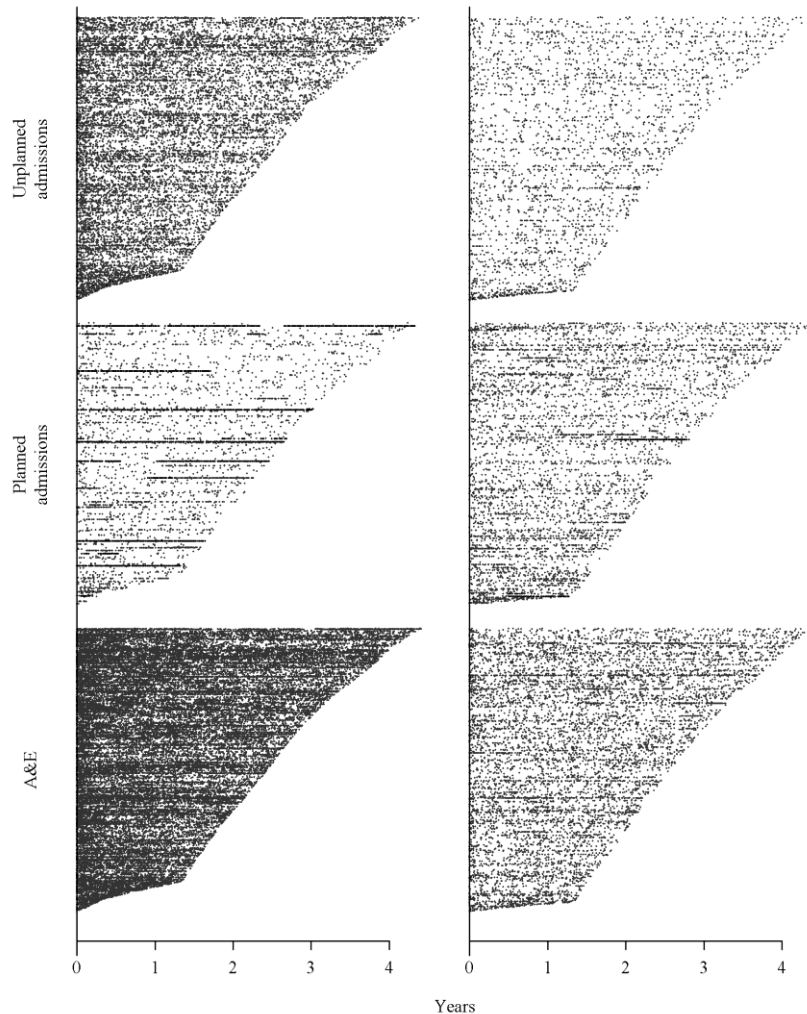 Unplanned
admissions
Planned
admissions
A&E
0 1 2 3 4
0 1 2 3 4
Years